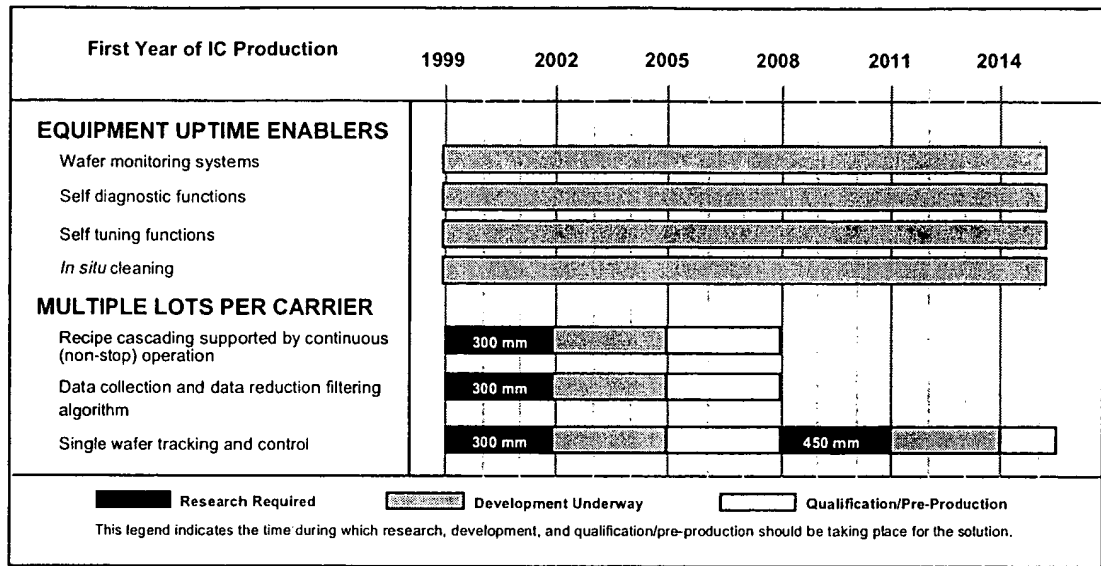 First Year of IC Production
1999 2002 2005 2008 2011 2014
EQUIPMENT UPTIME ENABLERS
Wafer monitoring systems
Self diagnostic functions
Self tuning functions
In situ cleaning
MULTIPLE LOTS PER CARRIER
Recipe cascading supported by continuous
(non-stop) operation
300 mm
Data collection and data reduction filtering
algorithm
300 mm
Single wafer tracking and control
300 mm 450 mm
Research Required Development Underway Qualification/Pre-Production
This legend indicates the time during which research, development, and qualification/pre-production should be taking place for the solution.